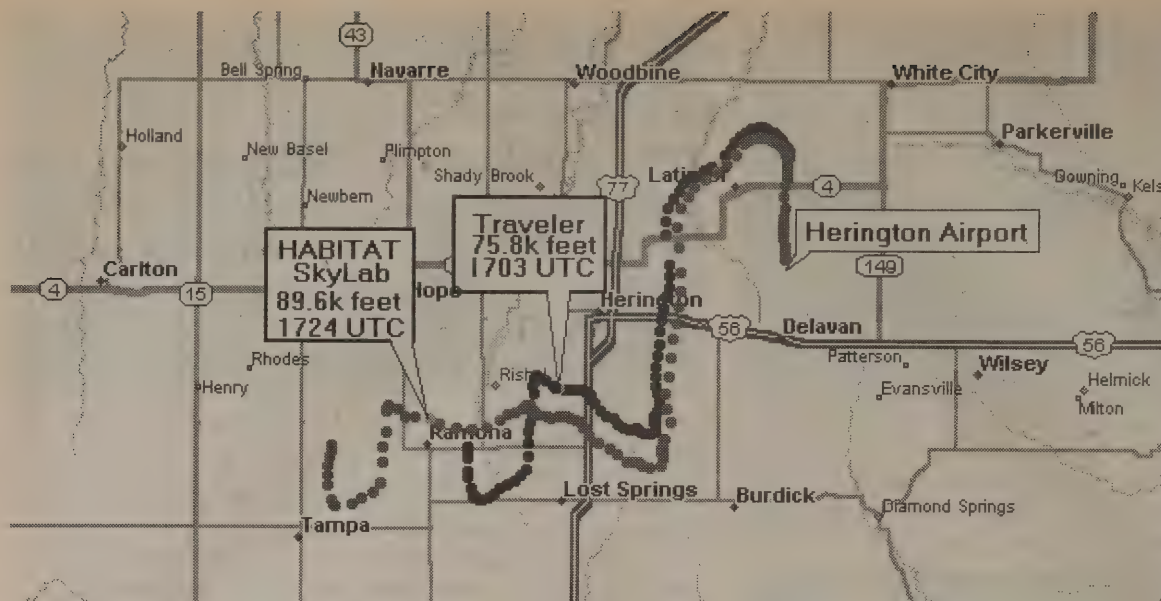 43
Bell Spring
Navarre
Woodbine
White City
Holland
New Basel
Plimpton
Parkerville
Shady Brook
Newbern
77
4
Downing
Traveler
75.8k feet
1703 UTC
Herington Airport
HABITAT
SkyLab
89.6k feet
1724 UTC
Carlton
4
15
149
Herington
56
Delavan
56
Rhodes
Henry
Patterson
Wilsey
Evansville
Helmick
Milton
Ramona
Lost Springs
Burdick
Diamond Springs
Tampa